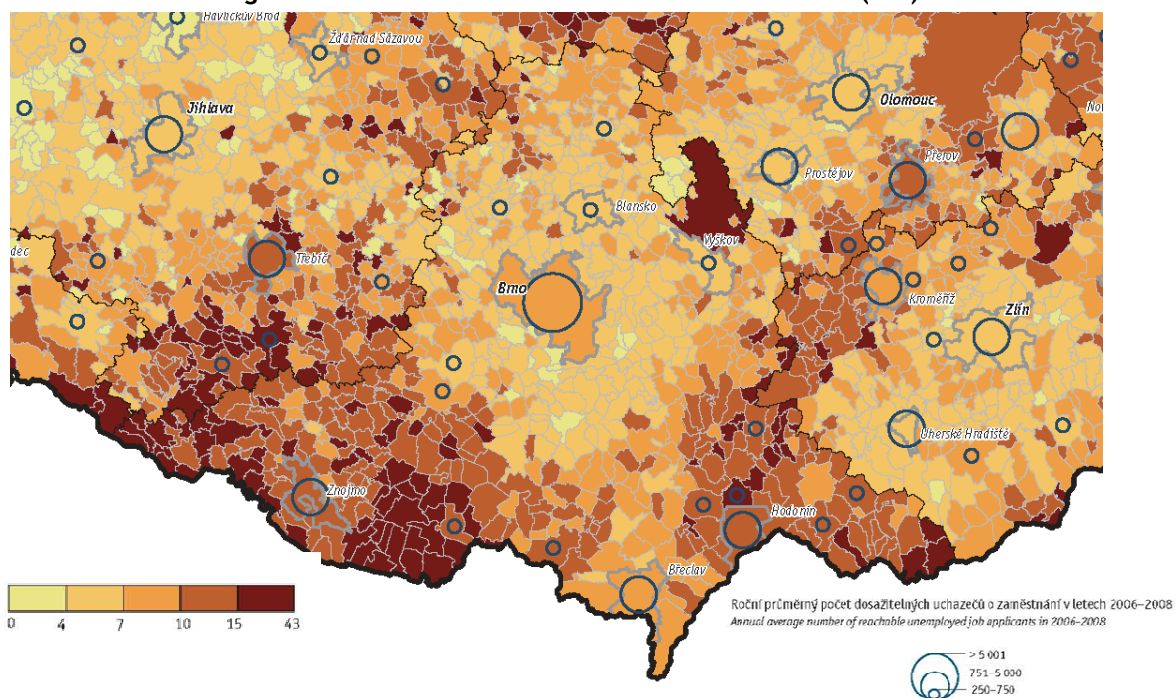 Havlíčkův Brod
Žďár nad Sázavou
Jihlava
Olomouc
Nov
Přerov
Prostějov
Blansko
Vyškov
dec
Třebíč
Brno
Kroměříž
Zlín
Uherské Hradiště
Znojmo
Hodonín
Břeclav
0 4 7 10 15 43
Roční průměrný počet dosažitelných uchazečů o zaměstnání v letech 2006–2008
Annual average number of reachable unemployed job applicants in 2006–2008
> 5 001
751–5 000
250–750